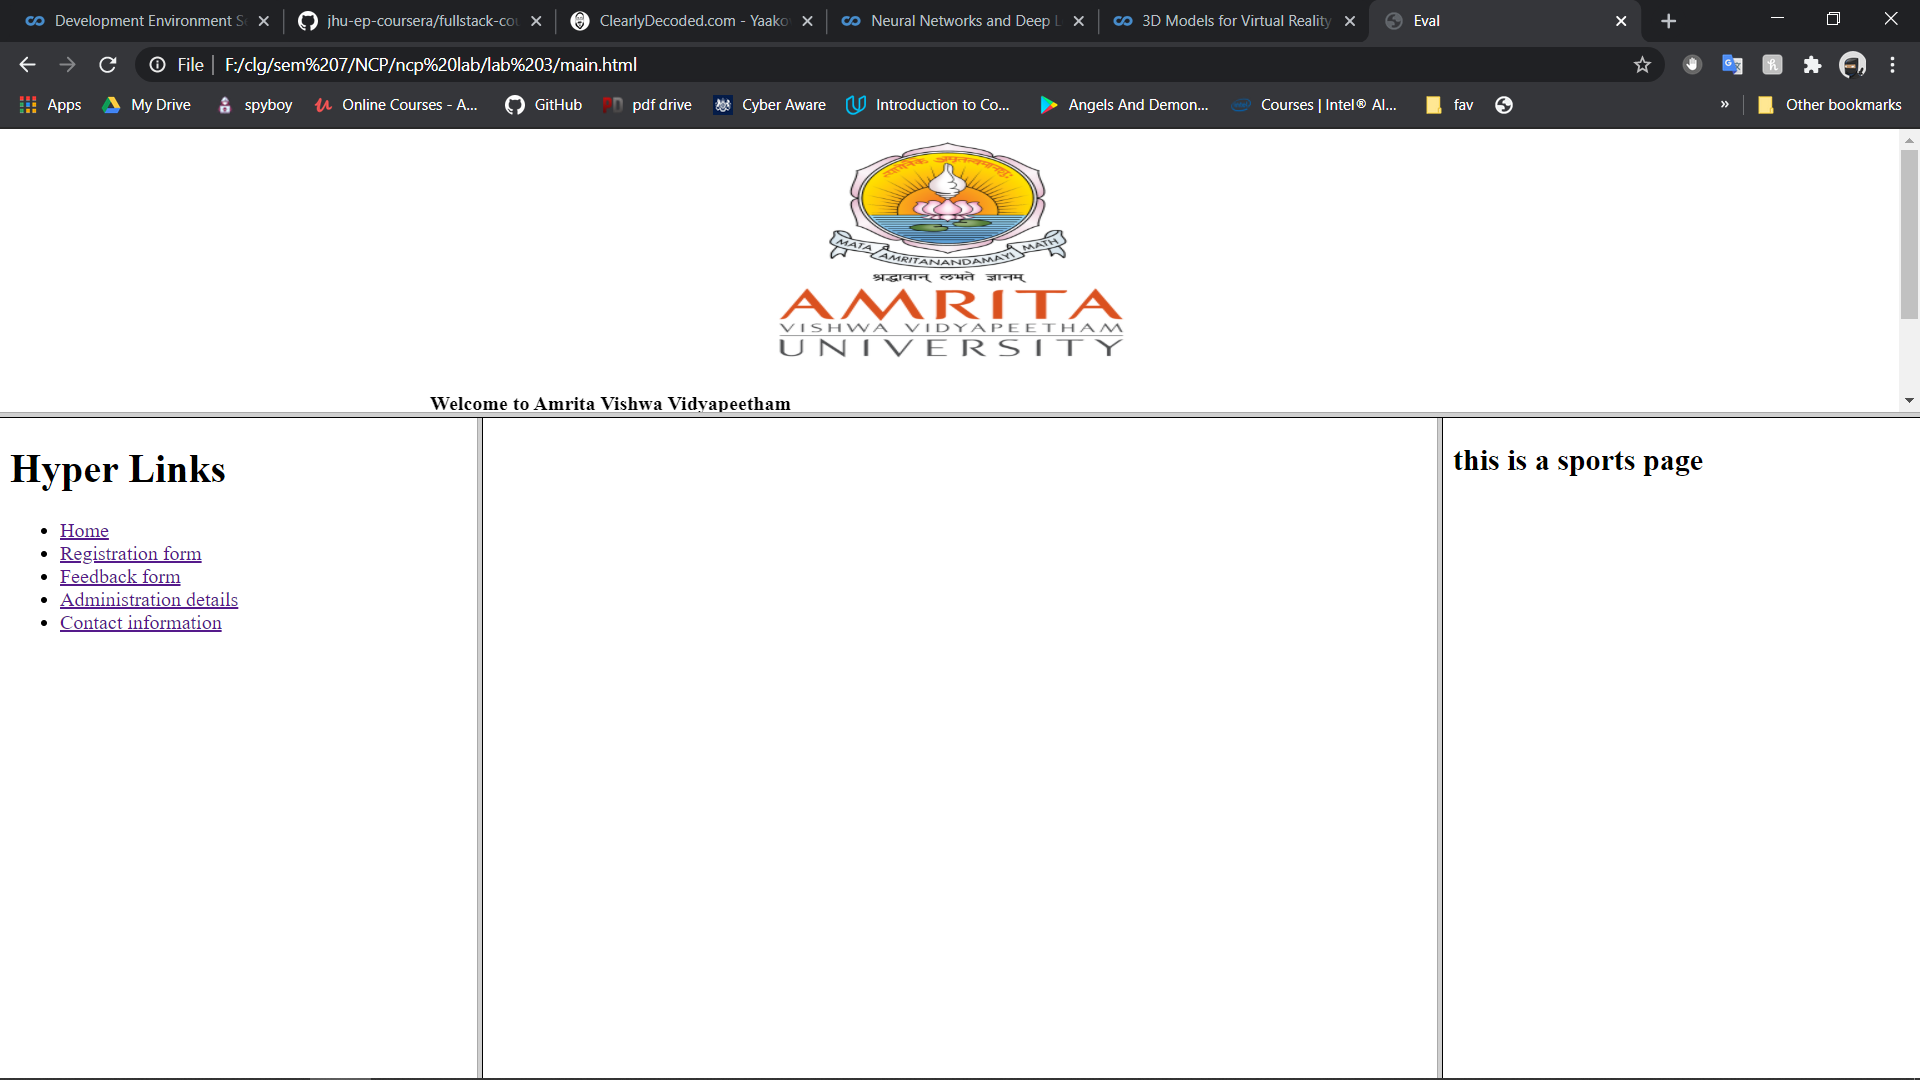 Development Environment S
jhu-ep-coursera/fullstack-cou
ClearlyDecoded.com - Yaako
Neural Networks and Deep L
3D Models for Virtual Reality
Eval
File
F:/clg/sem%207/NCP/ncp%20lab/lab%203/main.html
Apps
My Drive
spyboy
Online Courses - A...
GitHub
pdf drive
Cyber Aware
Introduction to Co...
Angels And Demon...
Courses | Intel® AI...
fav
»
Other bookmarks
MATA AMRITANANDAMAYI MATH
श्रद्धावान् लभते ज्ञानम्
AMRITA
VISHWA VIDYAPEETHAM
UNIVERSITY
Welcome to Amrita Vishwa Vidyapeetham
Hyper Links
• Home
• Registration form
• Feedback form
• Administration details
• Contact information
this is a sports page